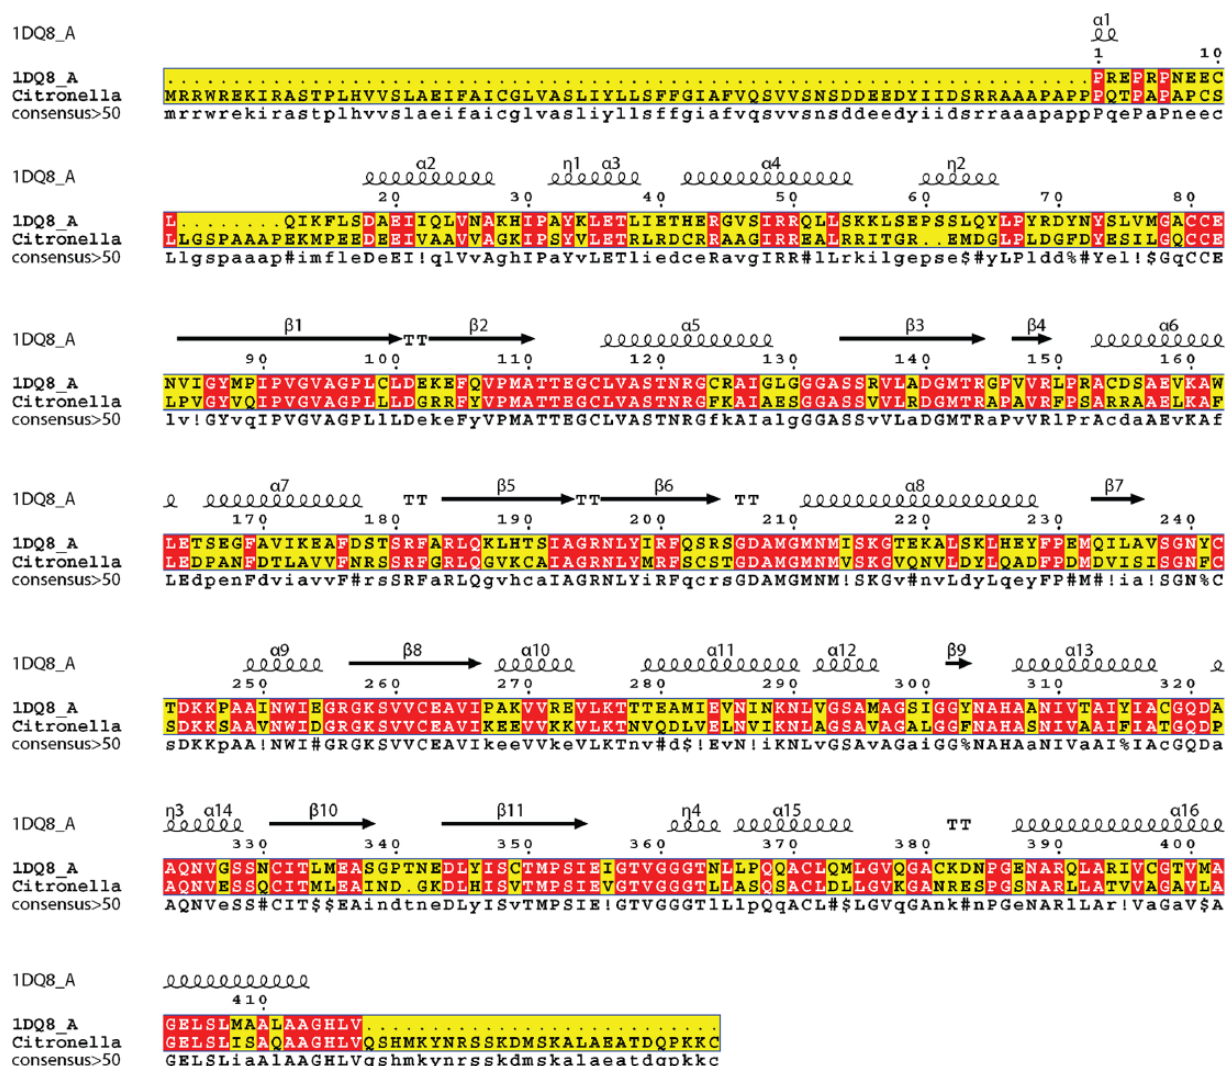 1DQ8_A α1
1 10
1DQ8_A ......................................................................PREPRPNEEC
Citronella MRRWREKIRASTPLHVVSLAEIFAICGLVASLIYLLSFFGIAFVQSVVSNSDDEEDYIIDSRRAAAPAPPPQTPAPAPCS
consensus>50 mrrwrekirastplhvvslaeifaicglvasliyllsffgiafvqsvvsnsddeedyiidsrraaapappPqePaPneec
1DQ8_A α2 η1 α3 α4 η2
20 30 40 50 60 70 80
1DQ8_A L........QIKFLSDAEIIQLVNAKHIPAYKLETLIETHERGVSIRRQLLSKKLSEPSSLQYLPYRDYNYSLVMGACCE
Citronella LLGSPAAAPEKMPEEDEEIVAAVVAGKIPSYVLETRLRDCRRAAGIRREALRRITGR..EMDGLPLDGFDYESILGQCCE
consensus>50 Llgspaaap#imfleDeEI!qlVvAghIPaYvLETliedceRavgIRR#lLrkilgepse$#yLPldd%#Yel!$GqCCE
1DQ8_A β1 TT β2 α5 β3 β4 α6
90 100 110 120 130 140 150 160
1DQ8_A NVIGYMPIPVGVAGPLCLDEKEFQVPMATTEGCLVASTNRGCRAIGLGGGASSRVLADGMTRGPVVRLPRACDSAEVKAW
Citronella LPVGYVQIPVGVAGPLLLDGRRFYVPMATTEGCLVASTNRGFKAIAESGGASSVVLRDGMTRAPAVRFPSARRAAELKAF
consensus>50 lv!GYvqIPVGVAGPLlLDekeFyVPMATTEGCLVASTNRGfkAIalgGGASSvVLaDGMTRaPvVRlPrAcdaAEvKAf
1DQ8_A α7 TT β5 TT β6 TT α8 β7
170 180 190 200 210 220 230 240
1DQ8_A LETSEGFAVIKEAFDSTSRFARLQKLHTSIAGRNLYIRFQSRSGDAMGMNMISKGTEKALSKLHEYFPEMQILAVSGNYC
Citronella LEDPANFDTLAVVFNRSSRFGRLQGVKCAIAGRNLYMRFSCSTGDAMGMNMVSKGVQNVLDYLQADFPDMDVISISGNFC
consensus>50 LEdpenFdviavvF#rsSRFaRLQgvhcaIAGRNLYiRFqcrsGDAMGMNM!SKGv#nvLdyLqeyFP#M#!ia!SGN%C
1DQ8_A α9 β8 α10 α11 α12 β9 α13
250 260 270 280 290 300 310 320
1DQ8_A TDKKPAAINWIEGRGKSVVCEAVIPAKVVREVLKTTTEAMIEVNINKNLVGSAMAGSIGGYNAHAANIVTAIYIACGQDA
Citronella SDKKSAAVNWIDGRGKSVVCEAVIKEEVVKKVLKTNVQDLVELNVIKNLAGSAVAGALGGFNAHASNIVAAIFIATGQDP
consensus>50 sDKKpAA!NWI#GRGKSVVCEAVIkeeVVkeVLKTnv#d$!EvN!iKNLvGSAvAGaiGG%NAHAaNIVaAI%IAcGQDa
1DQ8_A η3 α14 β10 β11 η4 α15 TT α16
330 340 350 360 370 380 390 400
1DQ8_A AQNVGSSNCITLMEASGPTNEDLYISCTMPSIEIGTVGGGTNLLPQQACLQMLGVQGACKDNPGENARQLARIVCGTVMA
Citronella AQNVESSQCITMLEAIND.GKDLHISVTMPSIEVGTVGGGTLLASQSACLDLLGVKGANRESPGSNARLLATVVAGAVLA
consensus>50 AQNVeSS#CIT$$EAindtneDLyISvTMPSIE!GTVGGGTlLlpQqACL#$LGVqGAnk#nPGeNARlLAr!VaGaV$A
1DQ8_A
410
1DQ8_A GELSLMAALAAGHLV...........................
Citronella GELSLISAQAAGHLVQSHMKYNRSSKDMSKALAEATDQPKKC
consensus>50 GELSLiaAlAAGHLVqshmkynrsskdmskalaeatdqpkkc